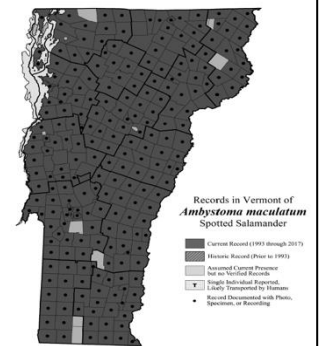 Records in Vermont of
Ambystoma maculatum
Spotted Salamander
Current Record (1993 through 2017)
Historic Record (Prior to 1993)
Assumed Current Presence
but no Verified Records
T
Single Individual Reported,
Likely Transported by Humans
Record Documented with Photo,
Specimen, or Recording